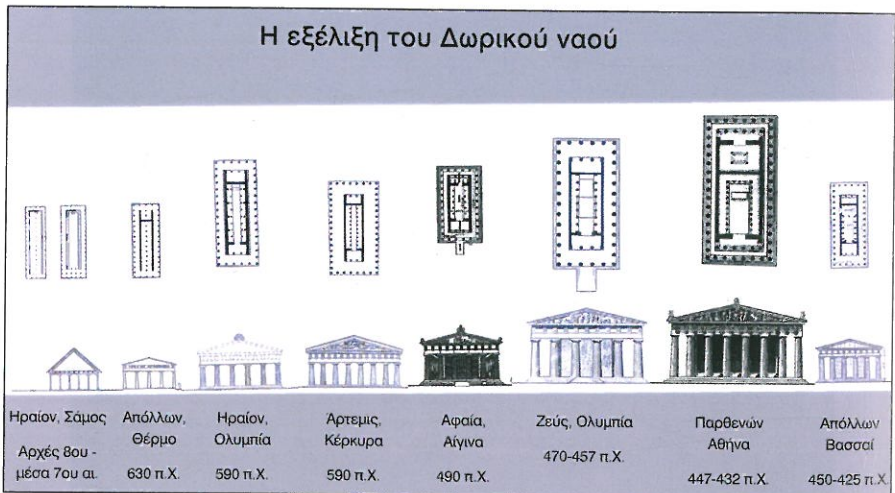 Η εξέλιξη του Δωρικού ναού
Ηραίον, Σάμος
Αρχές 8ου -
μέσα 7ου αι.
Απόλλων,
Θέρμο
630 π.Χ.
Ηραίον,
Ολυμπία
590 π.Χ.
Άρτεμις,
Κέρκυρα
590 π.Χ.
Αφαία,
Αίγινα
490 π.Χ.
Ζεύς, Ολυμπία
470-457 π.Χ.
Παρθενών
Αθήνα
447-432 π.Χ.
Απόλλων
Βασσαί
450-425 π.Χ.